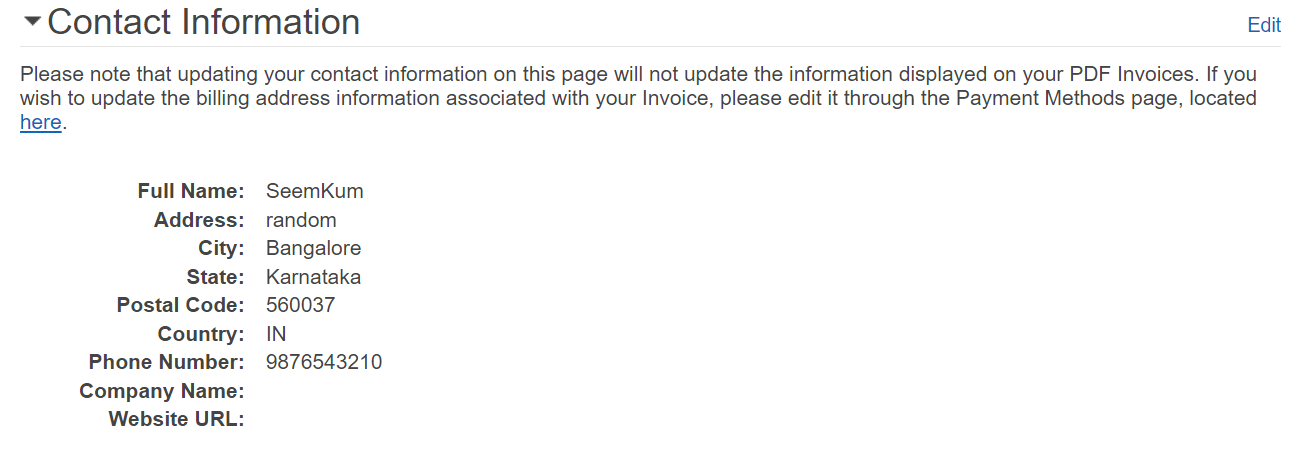 Contact Information
Edit
Please note that updating your contact information on this page will not update the information displayed on your PDF Invoices. If you
wish to update the billing address information associated with your Invoice, please edit it through the Payment Methods page, located
here.
Full Name: SeemKum
Address: random
City: Bangalore
State: Karnataka
Postal Code: 560037
Country: IN
Phone Number: 9876543210
Company Name:
Website URL: